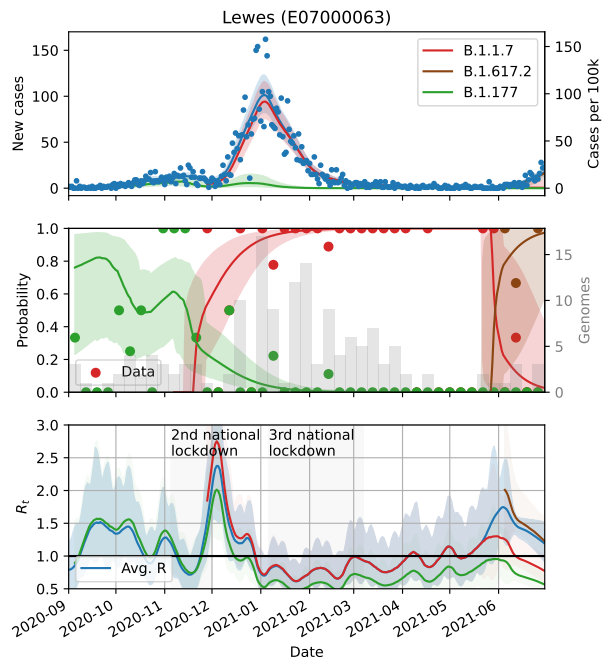 Lewes (E07000063)
New cases
150
100
50
0
B.1.1.7
B.1.617.2
B.1.177
150
100
50
0
Cases per 100k
Probability
1.0
0.8
0.6
0.4
0.2
0.0
Data
15
10
5
0
Genomes
R_t
3.0
2.5
2.0
1.5
1.0
0.5
2nd national
lockdown
3rd national
lockdown
Avg. R
2020-09
2020-10
2020-11
2020-12
2021-01
2021-02
2021-03
2021-04
2021-05
2021-06
Date